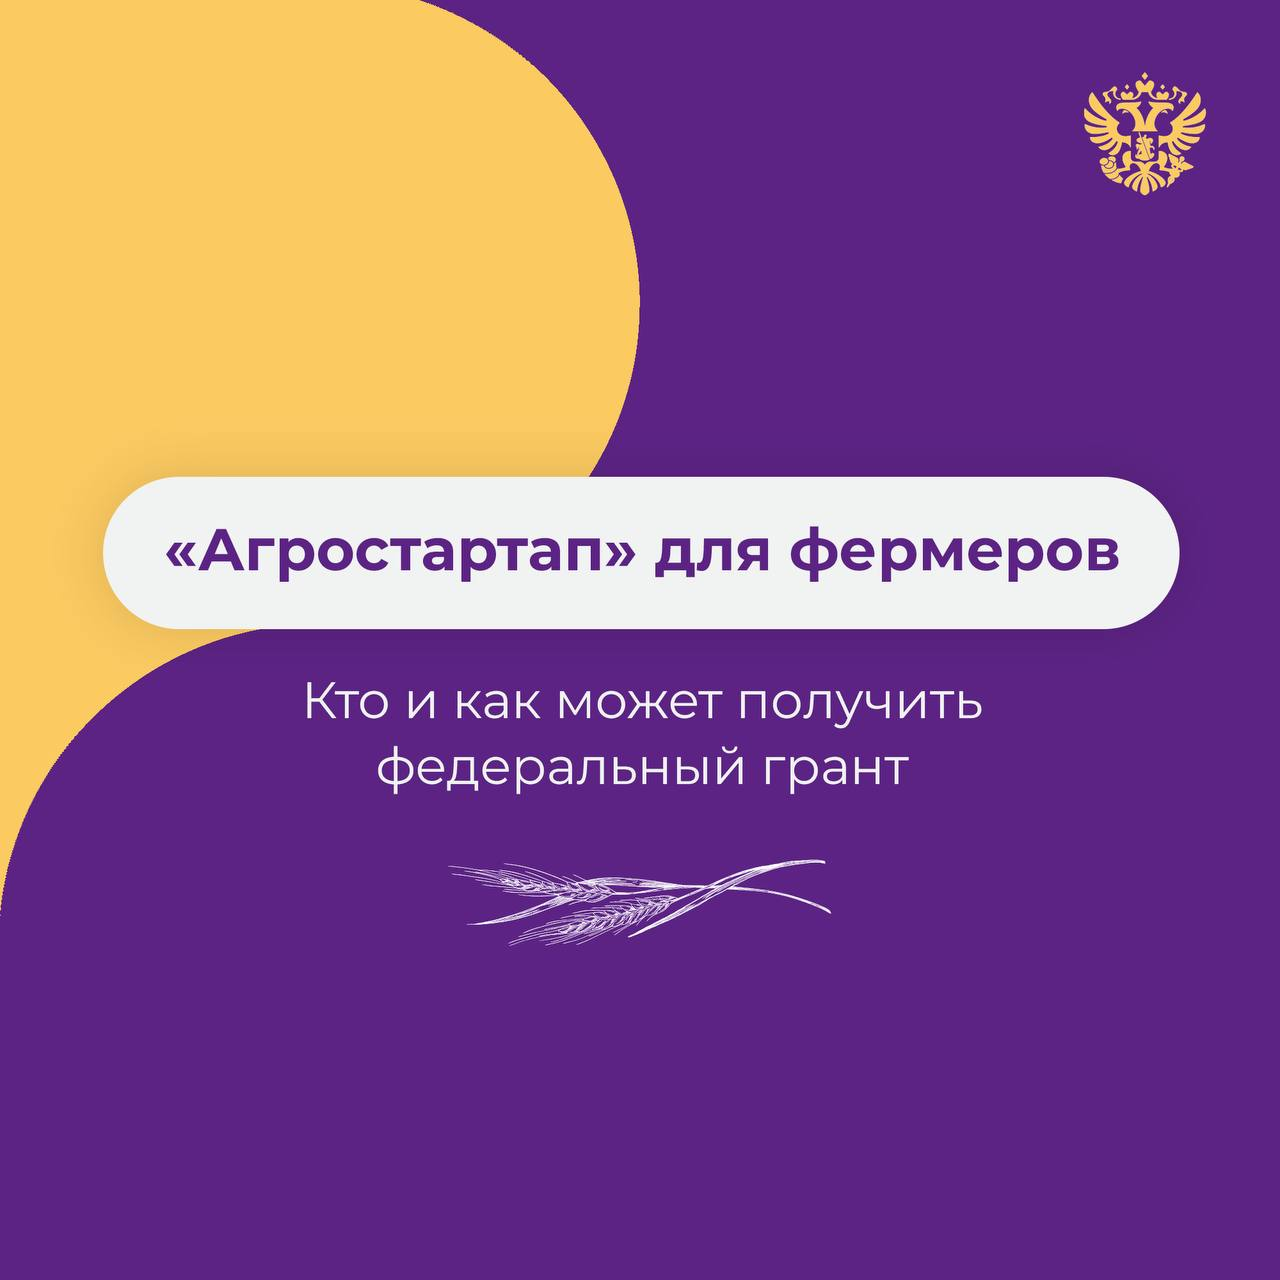 «Агростартап» для фермеров
Кто и как может получить
федеральный грант